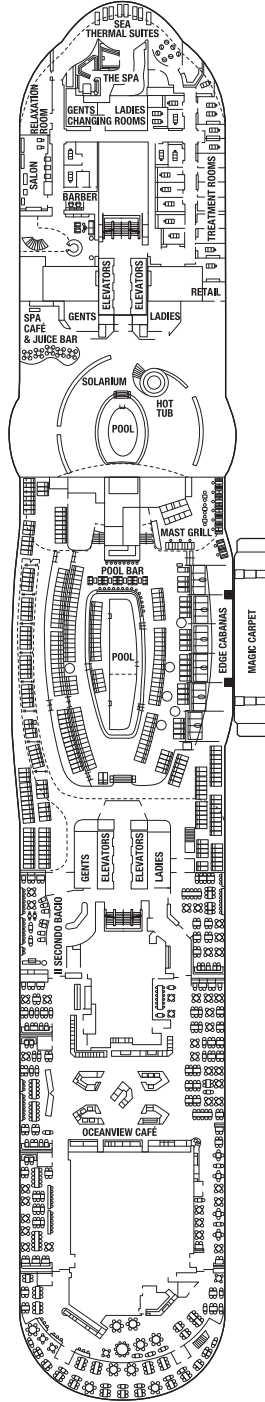 SEA
THERMAL SUITES
THE SPA
RELAXATION
ROOM
GENTS LADIES
CHANGING ROOMS
SALON
BARBER
TREATMENT ROOMS
ELEVATORS
ELEVATORS
RETAIL
SPA
CAFÉ
& JUICE BAR
GENTS
LADIES
SOLARIUM
HOT
TUB
POOL
MAST GRILL
POOL BAR
POOL
EDGE CABANAS
MAGIC CARPET
GENTS
ELEVATORS
ELEVATORS
LADIES
Il SECONDO BACIO
OCEANVIEW CAFÉ